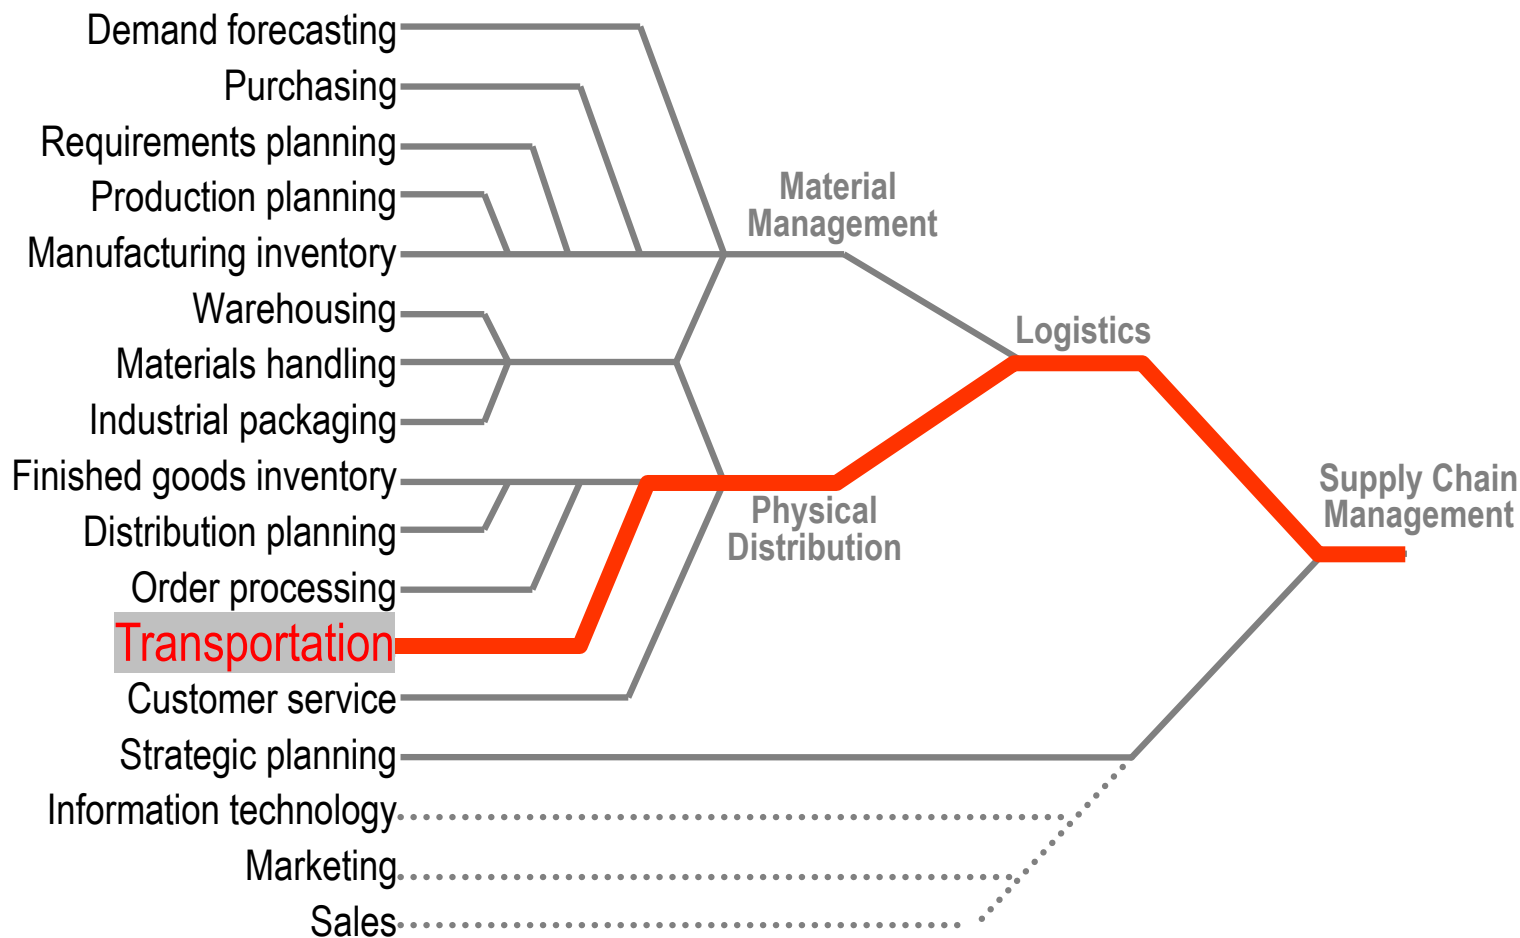 Demand forecasting
Purchasing
Requirements planning
Production planning
Manufacturing inventory
Warehousing
Materials handling
Industrial packaging
Finished goods inventory
Distribution planning
Order processing
Transportation
Customer service
Strategic planning
Information technology
Marketing
Sales
Material
Management
Physical
Distribution
Logistics
Supply Chain
Management